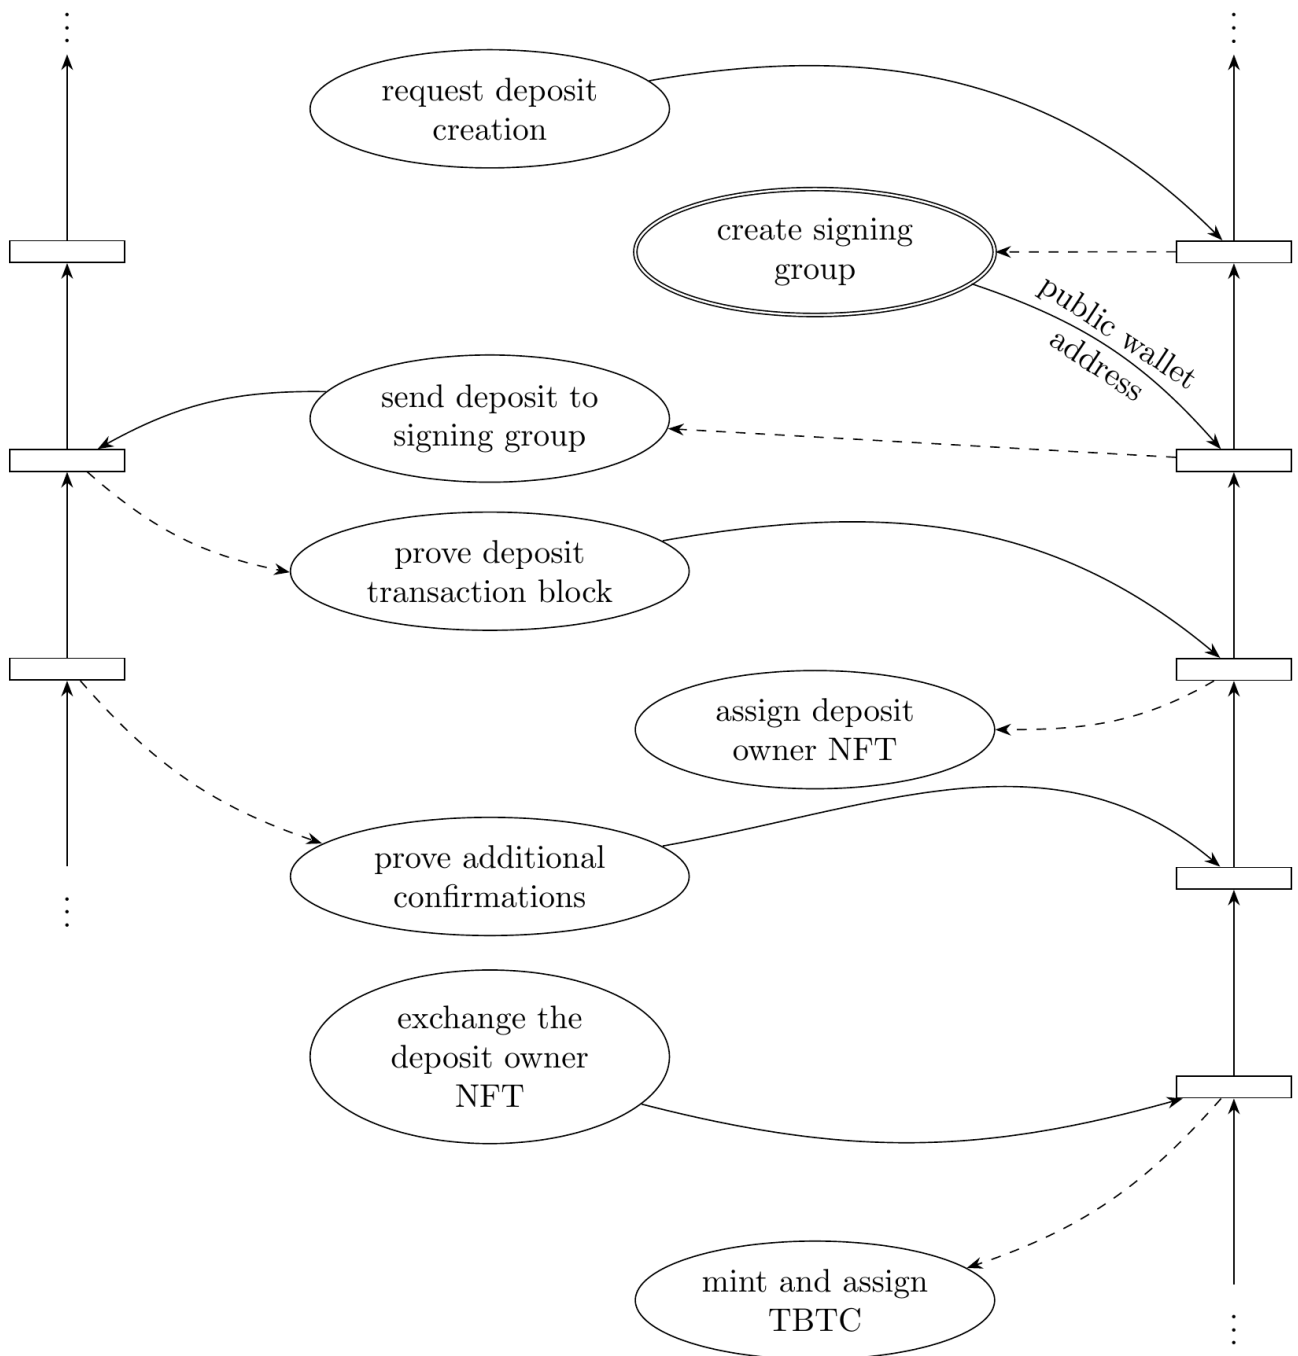 request deposit
creation
create signing
group
public wallet
address
send deposit to
signing group
prove deposit
transaction block
assign deposit
owner NFT
prove additional
confirmations
exchange the
deposit owner
NFT
mint and assign
TBTC